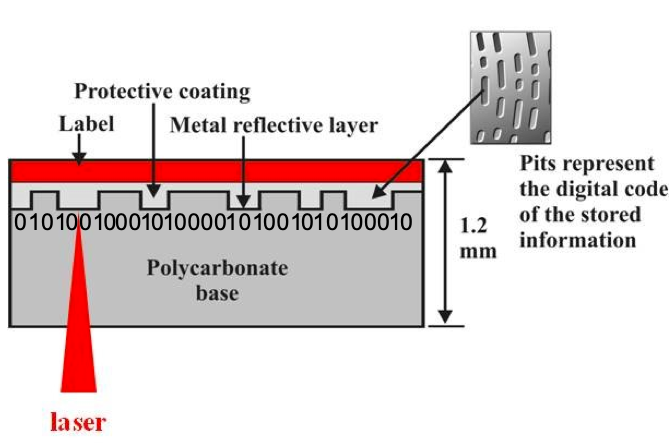 Protective coating
Label
Metal reflective layer
Pits represent
the digital code
of the stored
information
01010010001010000101001010100010
1.2
mm
Polycarbonate
base
laser